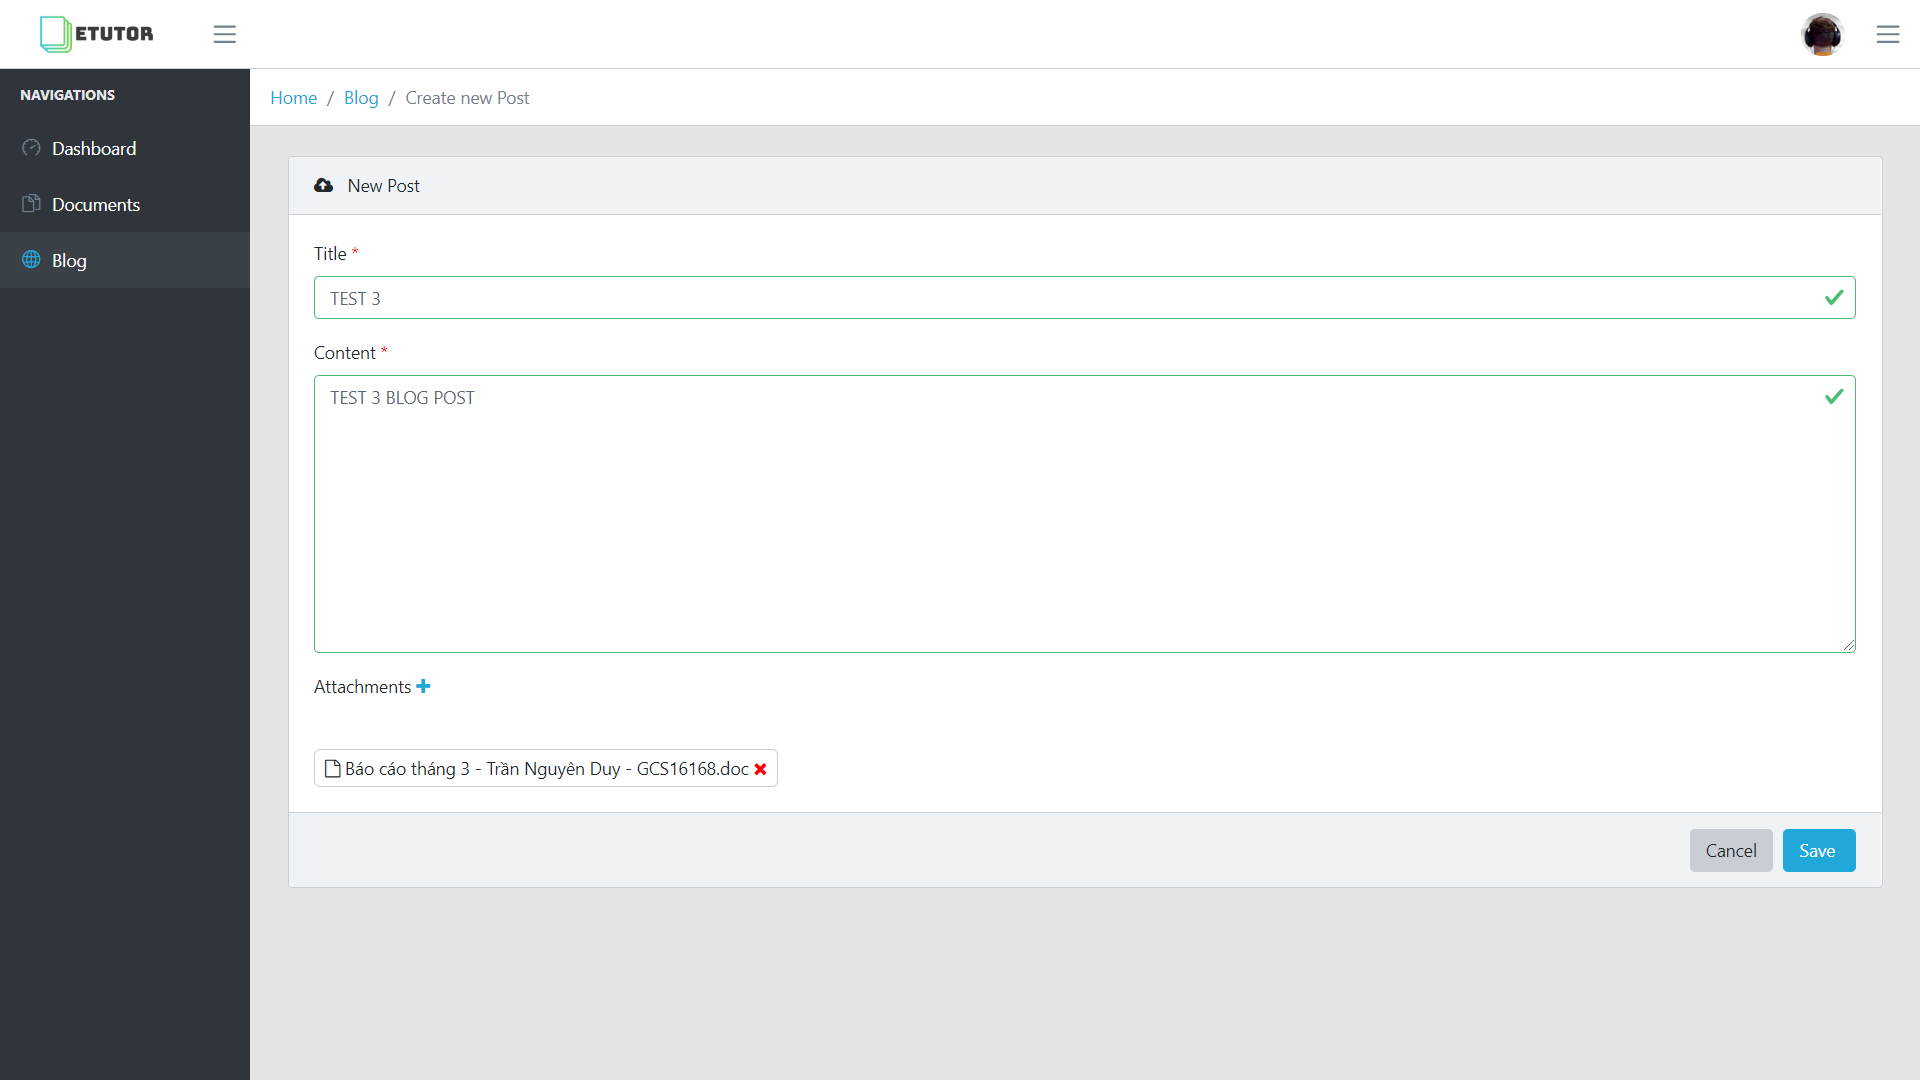 ETUTOR
NAVIGATIONS
Dashboard
Documents
Blog
Home / Blog / Create new Post
New Post
Title *
TEST 3
Content *
TEST 3 BLOG POST
Attachments
Báo cáo tháng 3 - Trần Nguyên Duy - GCS16168.doc
Cancel Save